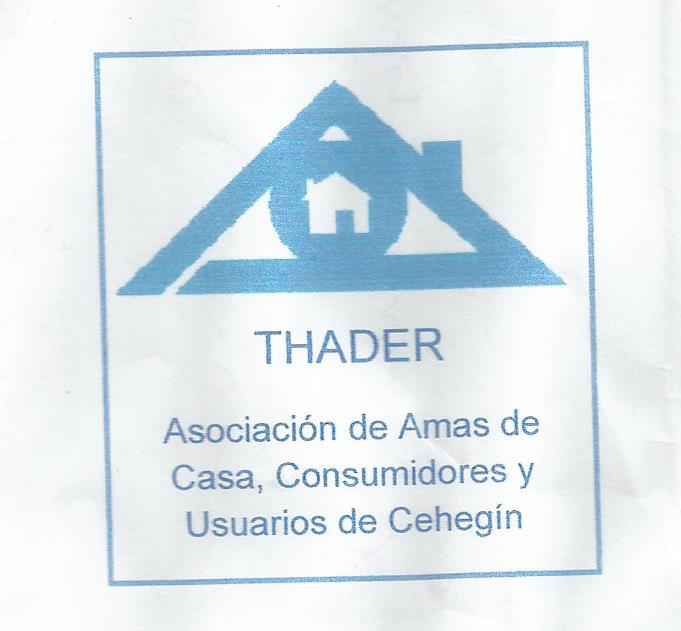 THADER
Asociación de Amas de
Casa, Consumidores y
Usuarios de Cehegín